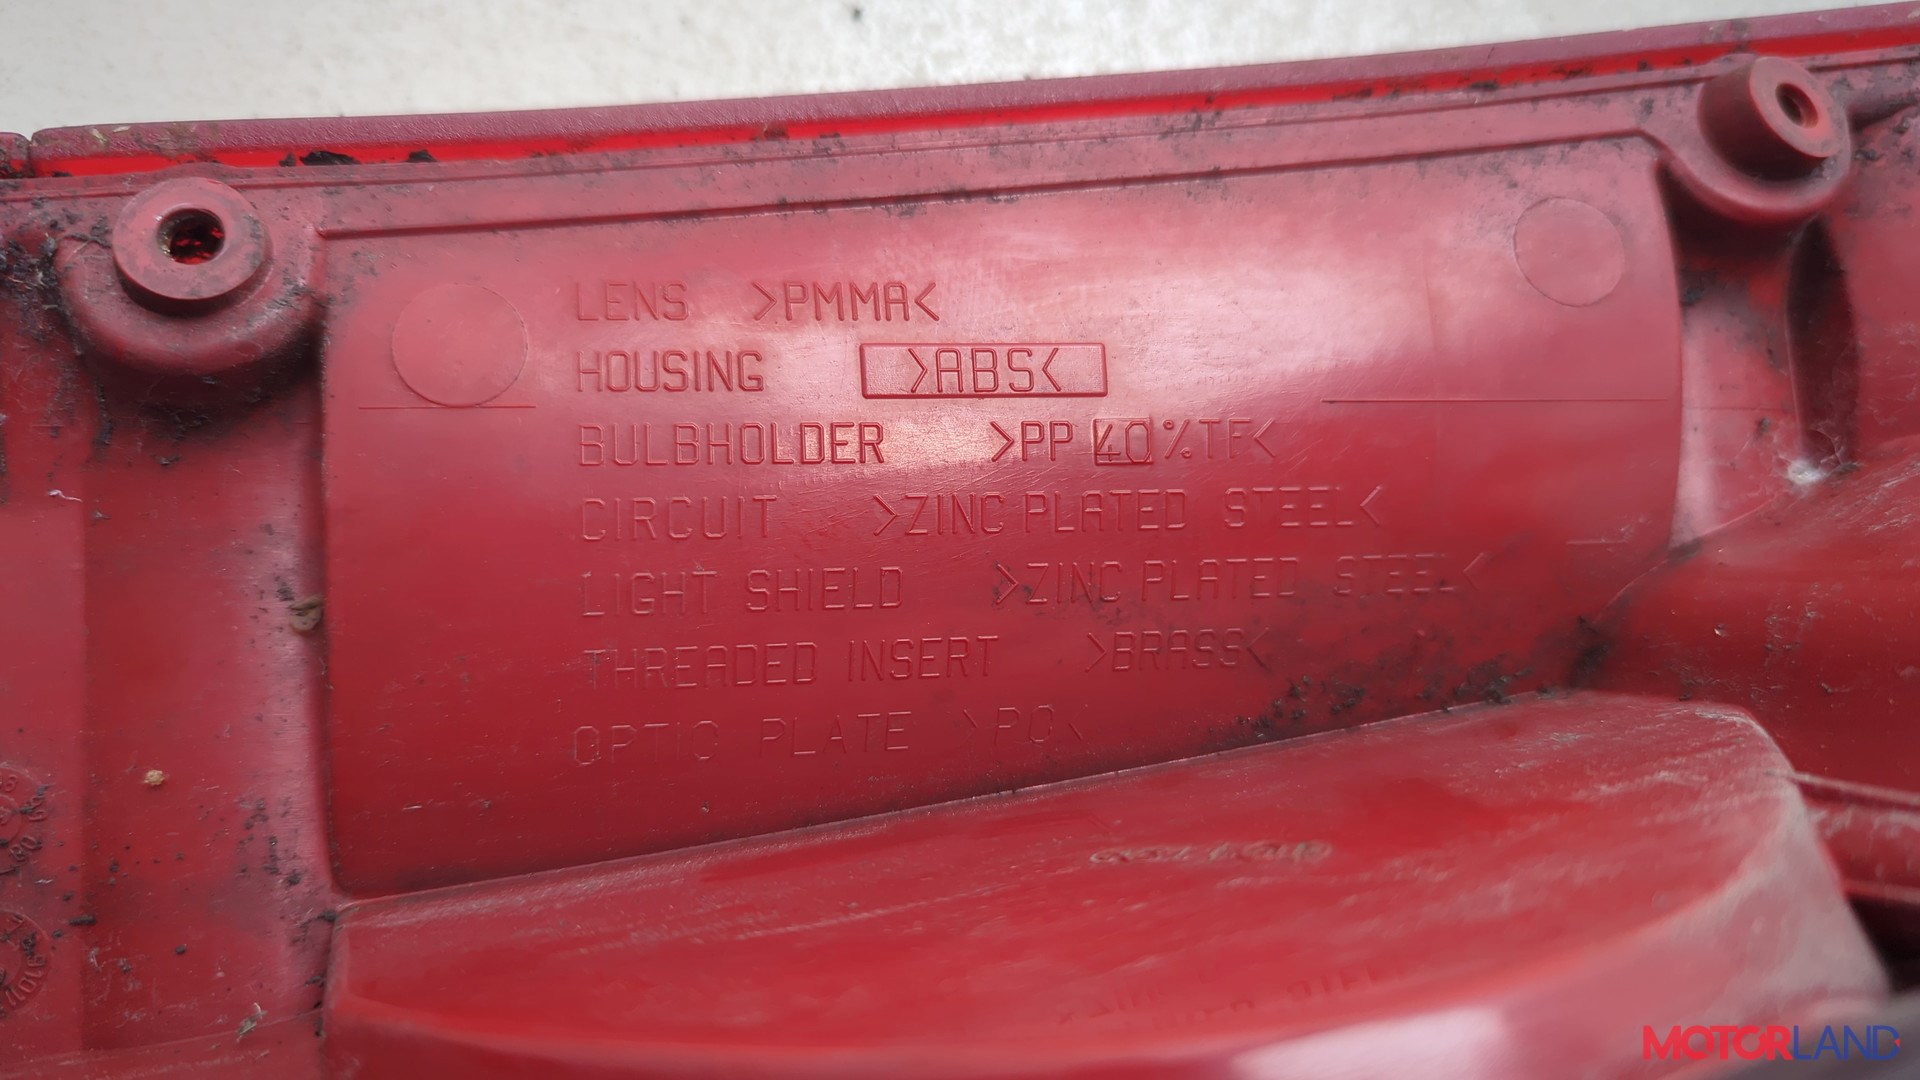 LENS >PMMA<
HOUSING >ABS<
BULBHOLDER >PP 40 %TF<
CIRCUIT >ZINC PLATED STEEL<
LIGHT SHIELD >ZINC PLATED STEEL<
THREADED INSERT >BRASS<
OPTIC PLATE >PC<
MOTORLAND